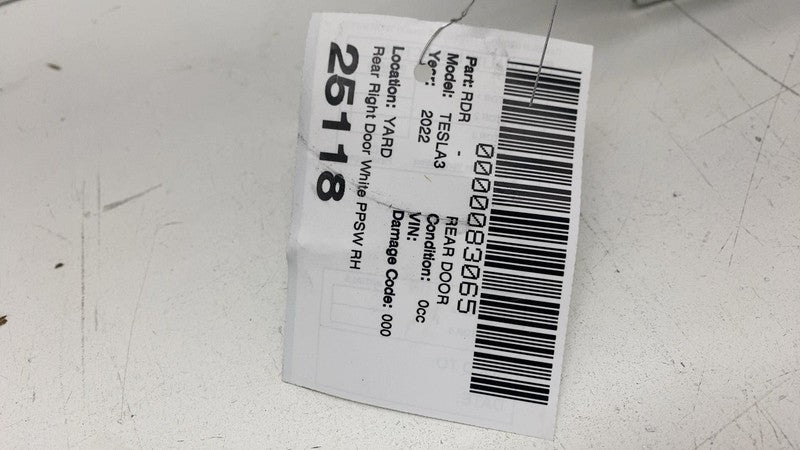 0000083065
Part: RDR - REAR DOOR
Model: TESLA3 Condition: 0cc
Year: 2022 VIN:
Damage Code: 000
Location: YARD
Rear Right Door White PPSW RH
25118